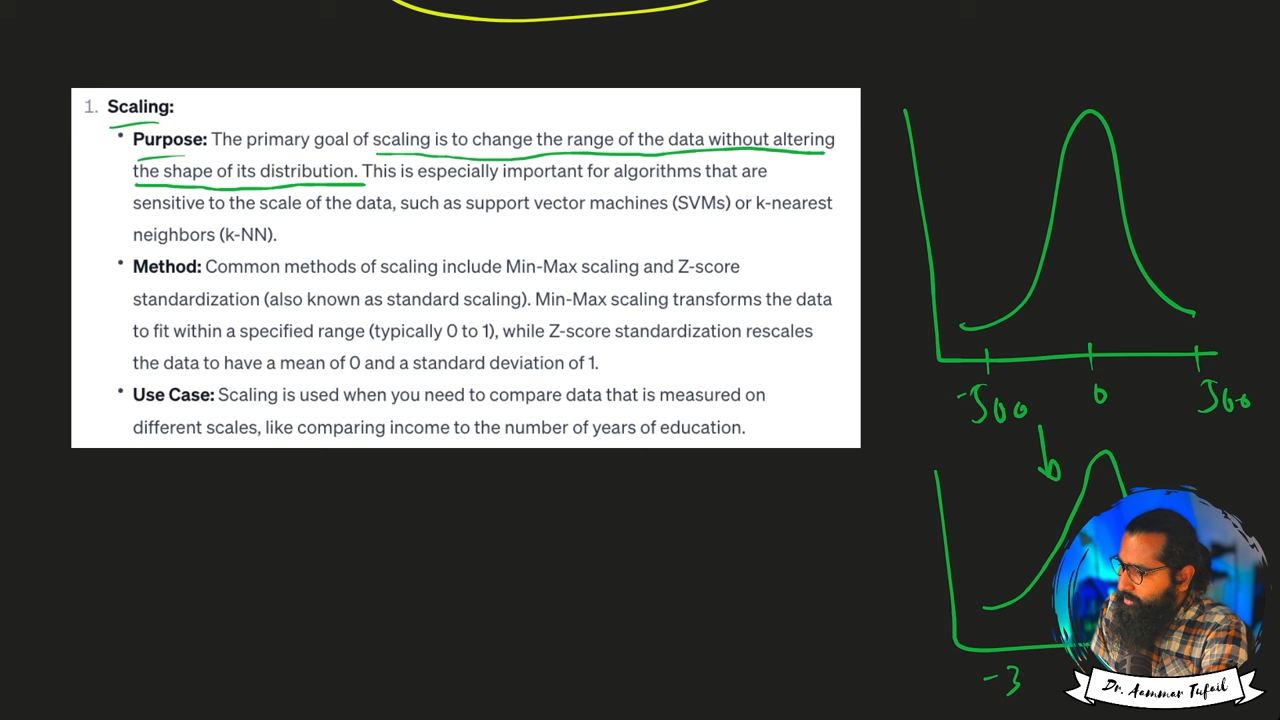 1. Scaling:
• Purpose: The primary goal of scaling is to change the range of the data without altering
the shape of its distribution. This is especially important for algorithms that are
sensitive to the scale of the data, such as support vector machines (SVMs) or k-nearest
neighbors (k-NN).
• Method: Common methods of scaling include Min-Max scaling and Z-score
standardization (also known as standard scaling). Min-Max scaling transforms the data
to fit within a specified range (typically 0 to 1), while Z-score standardization rescales
the data to have a mean of 0 and a standard deviation of 1.
• Use Case: Scaling is used when you need to compare data that is measured on
different scales, like comparing income to the number of years of education.
-500 0 500
-3
Dr. Aammar Tufail